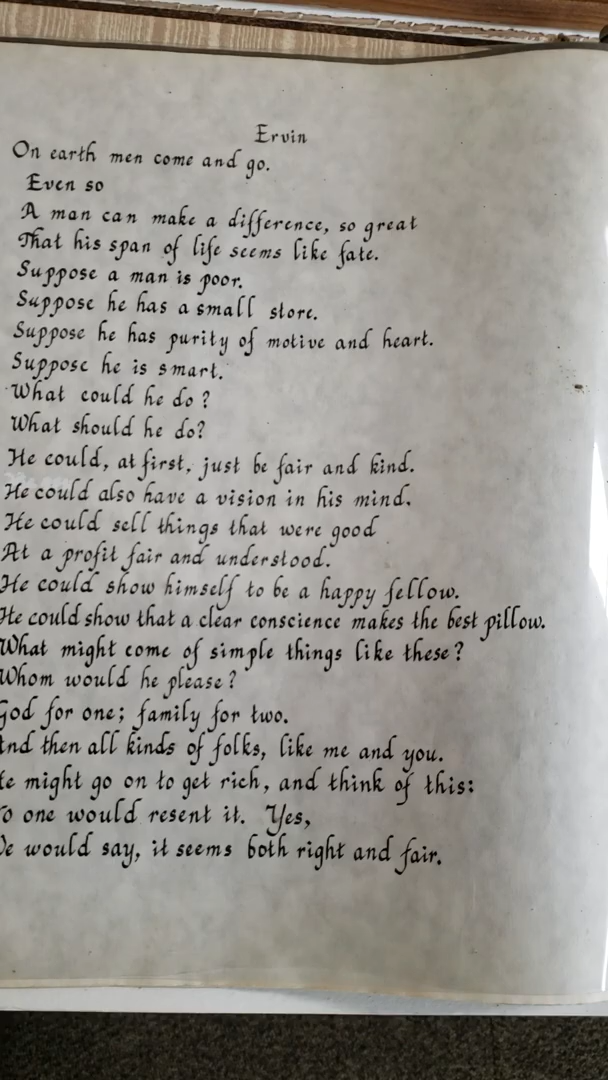 Ervin
On earth men come and go.
Even so
A man can make a difference, so great
That his span of life seems like fate.
Suppose a man is poor.
Suppose he has a small store.
Suppose he has purity of motive and heart.
Suppose he is smart.
What could he do?
What should he do?
He could, at first, just be fair and kind.
He could also have a vision in his mind.
He could sell things that were good
At a profit fair and understood.
He could show himself to be a happy fellow.
He could show that a clear conscience makes the best pillow.
What might come of simple things like these?
Whom would he please?
God for one; family for two.
And then all kinds of folks, like me and you.
He might go on to get rich, and think of this:
o one would resent it. Yes,
e would say, it seems both right and fair.